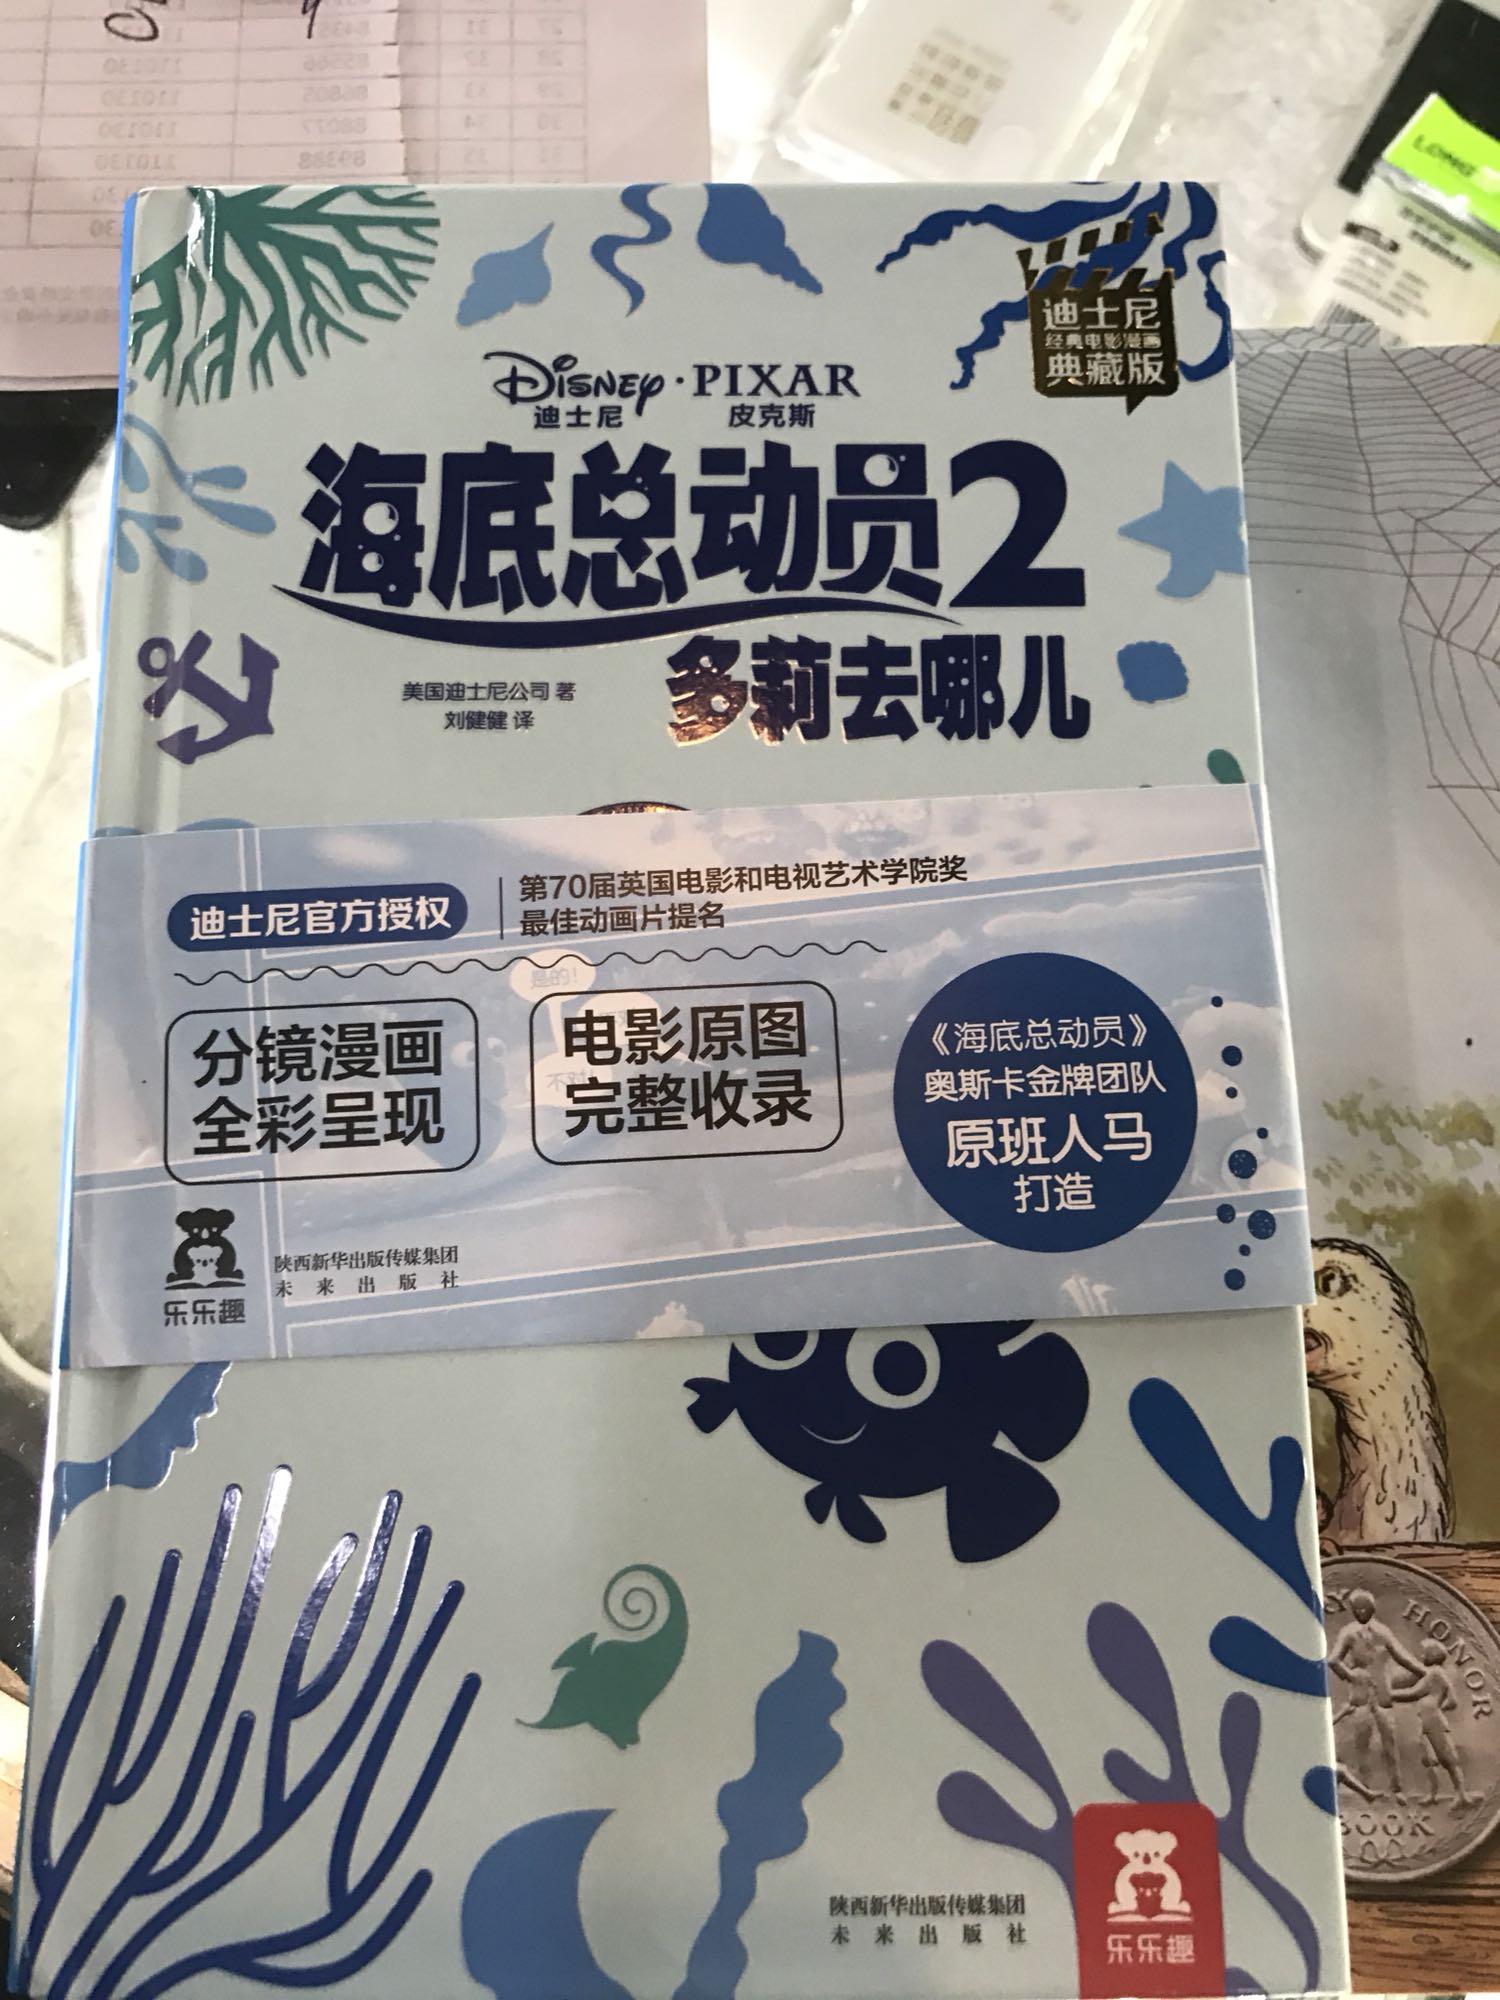 LONG
迪士尼
经典电影漫画
典藏版
Disney·PIXAR
迪士尼 皮克斯
海底总动员2
多莉去哪儿
美国迪士尼公司 著
刘健健 译
迪士尼官方授权
第70届英国电影和电视艺术学院奖
最佳动画片提名
是的!
不对
分镜漫画
全彩呈现
电影原图
完整收录
《海底总动员》
奥斯卡金牌团队
原班人马
打造
乐乐趣
陕西新华出版传媒集团
未来出版社
HONOR
BOOK
陕西新华出版传媒集团
未来出版社
乐乐趣